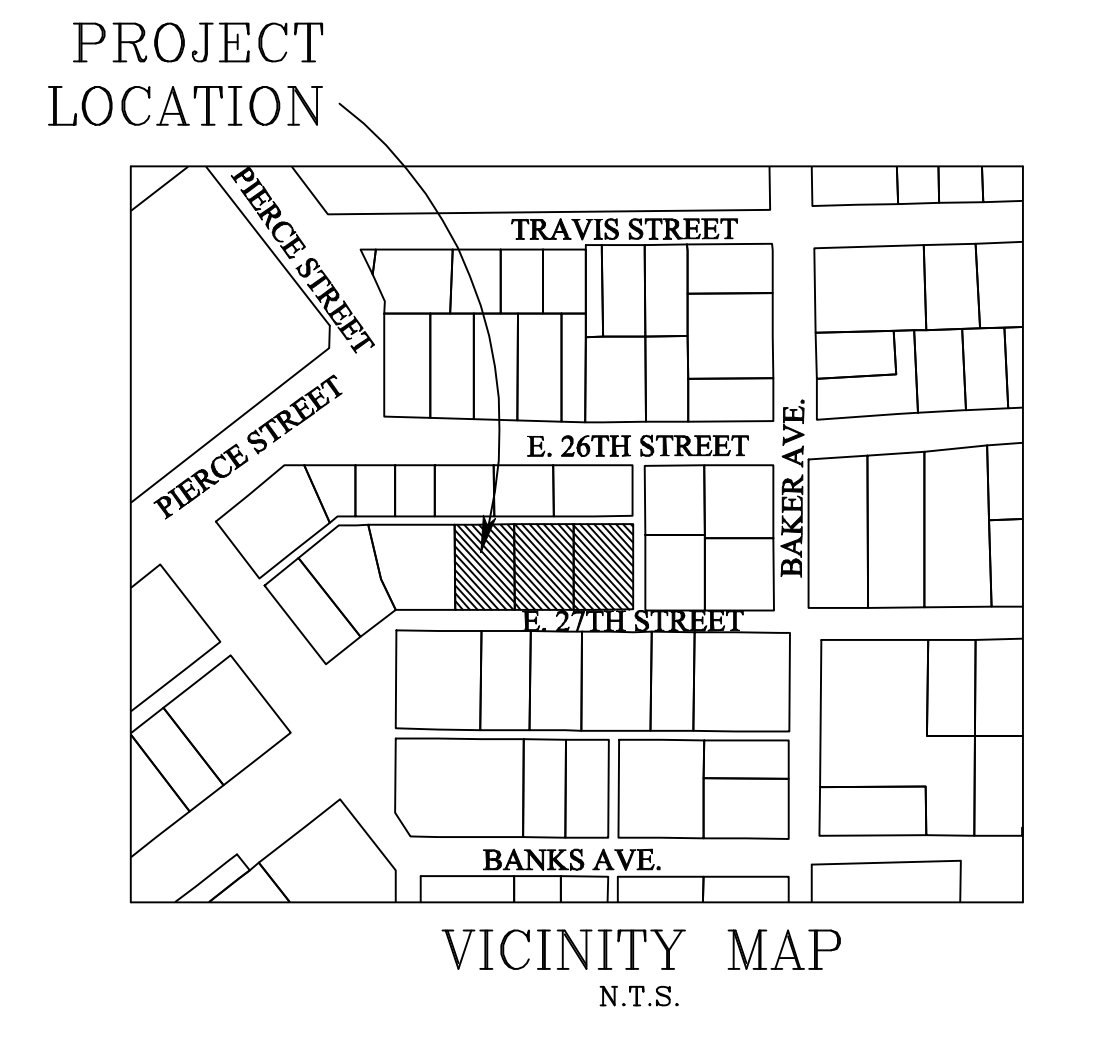 PROJECT
LOCATION
PIERCE STREET
TRAVIS STREET
PIERCE STREET
E. 26TH STREET
BAKER AVE.
E. 27TH STREET
BANKS AVE.
VICINITY MAP
N.T.S.